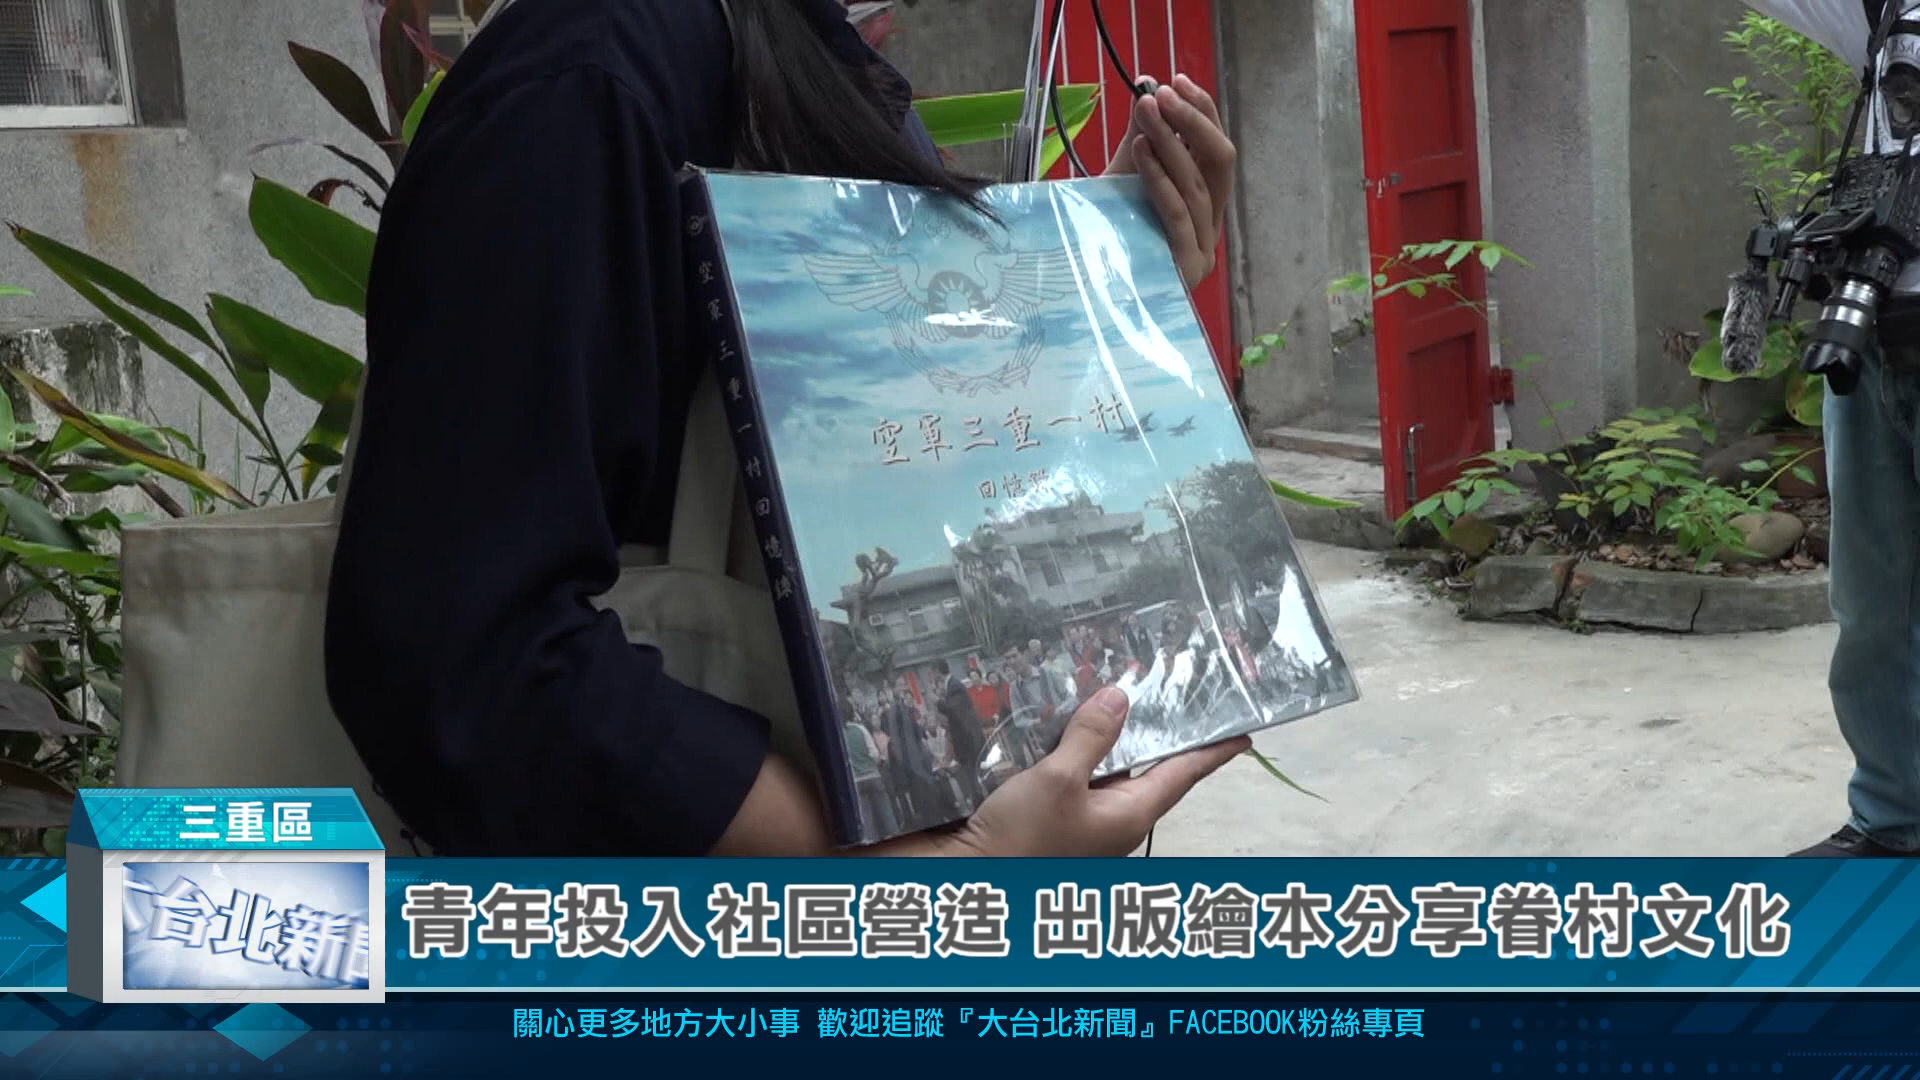 空軍三重一村
回憶錄
空軍三重一村回憶錄
三重區
大台北新聞
青年投入社區營造 出版繪本分享眷村文化
關心更多地方大小事 歡迎追蹤『大台北新聞』FACEBOOK粉絲專頁